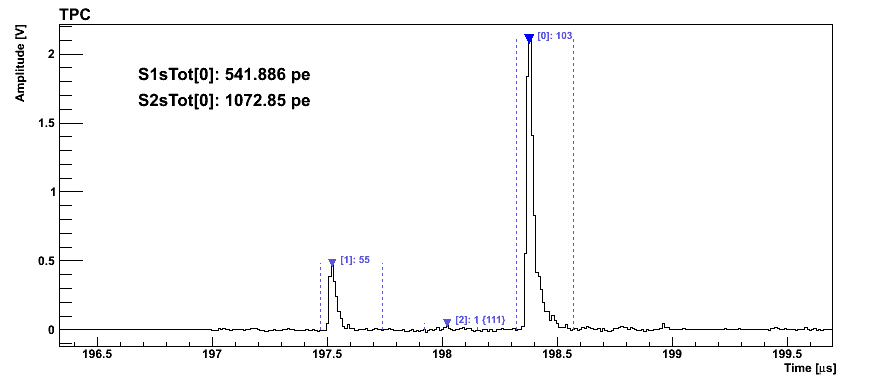 TPC
Amplitude [V]
S1sTot[0]: 541.886 pe
S2sTot[0]: 1072.85 pe
[0]: 103
[1]: 55
[2]: 1 {111}
2
1.5
1
0.5
0
196.5 197 197.5 198 198.5 199 199.5
Time [μs]